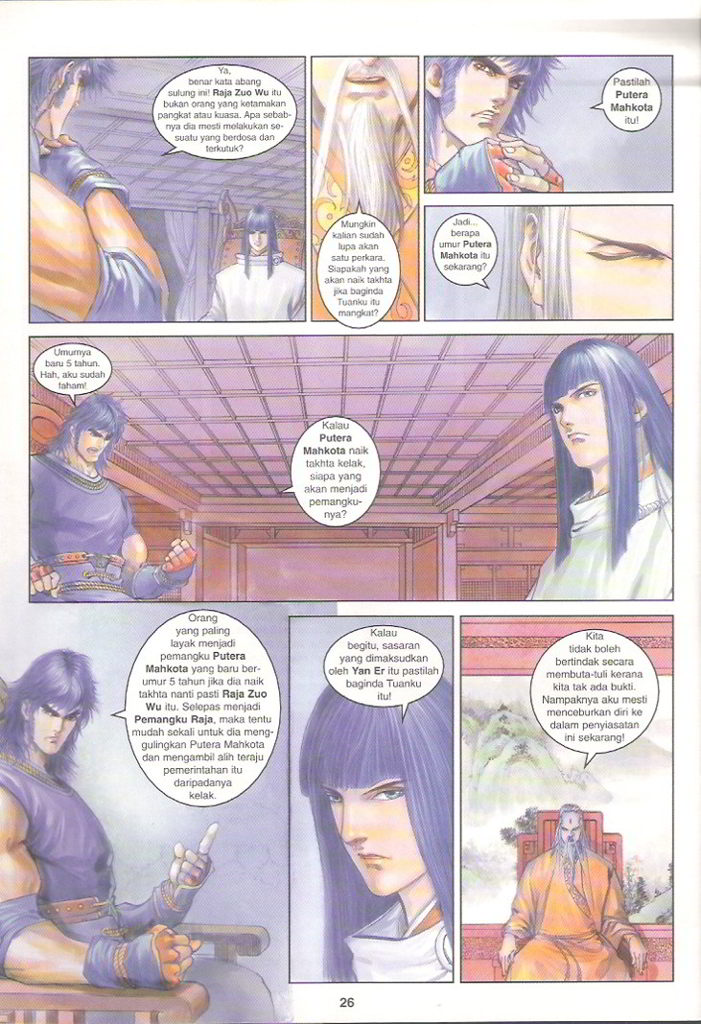 Ya,
benar kata abang
sulung ini! Raja Zuo Wu
bukan orang yang ketamakan
pangkat atau kuasa. Apa sebab-
nya dia mesti melakukan se-
suatu yang berdosa dan
terkutuk?
Mungkin
kalian sudah
lupa akan
satu perkara.
Siapakah yang
akan naik takhta
jika baginda
Tuanku itu
mangkat?
Pastilah
Putera
Mahkota
itu!
Jadi...
berapa
umur Putera
Mahkota itu
sekarang?
Umurnya
baru 5 tahun.
Hah, aku sudah
faham!
Kalau
Putera
Mahkota naik
takhta kelak,
siapa yang
akan menjadi
pemangku-
nya?
Orang
yang paling
layak menjadi
pemangku Putera
Mahkota yang baru ber-
umur 5 tahun jika dia naik
takhta nanti pasti Raja Zuo
Wu itu. Selepas menjadi
Pemangku Raja, maka tentu
mudah sekali untuk dia meng-
gulingkan Putera Mahkota
dan mengambil alih teraju
pemerintahan itu
daripadanya
kelak.
Kalau
begitu, sasaran
yang dimaksudkan
oleh Yan Er itu pastilah
baginda Tuanku
itu!
Kita
tidak boleh
bertindak secara
membuta-tuli kerana
kita tak ada bukti.
Nampaknya aku mesti
menceburkan diri ke
dalam penyiasatan
ini sekarang!
26